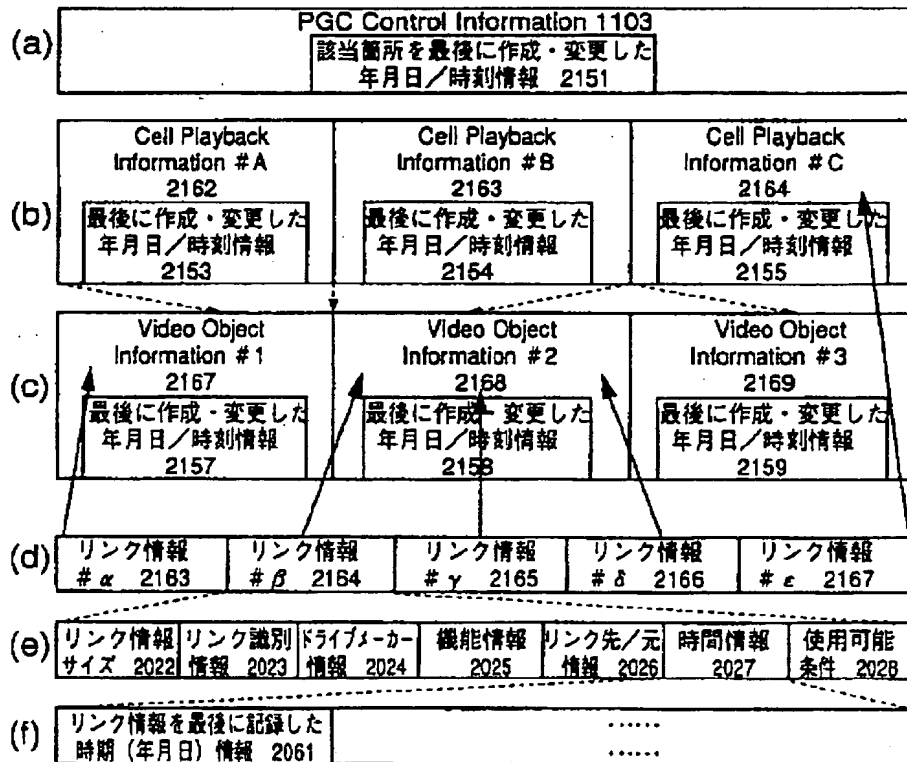 (a)
PGC Control Information 1103
該当箇所を最後に作成・変更した
年月日/時刻情報 2151
(b)
Cell Playback
Information #A
2162
最後に作成・変更した
年月日/時刻情報
2153
Cell Playback
Information #B
2163
最後に作成・変更した
年月日/時刻情報
2154
Cell Playback
Information #C
2164
最後に作成・変更した
年月日/時刻情報
2155
(c)
Video Object
Information #1
2167
最後に作成・変更した
年月日/時刻情報
2157
Video Object
Information #2
2168
最後に作成・変更した
年月日/時刻情報
2158
Video Object
Information #3
2169
最後に作成・変更した
年月日/時刻情報
2159
(d)
リンク情報
# α 2163
リンク情報
# β 2164
リンク情報
# γ 2165
リンク情報
# δ 2166
リンク情報
# ε 2167
(e)
リンク情報
サイズ 2022
リンク識別
情報 2023
ドライブメーカー
情報 2024
機能情報
2025
リンク先/元
情報 2026
時間情報
2027
使用可能
条件 2028
(f)
リンク情報を最後に記録した
時期(年月日)情報 2061
……
……